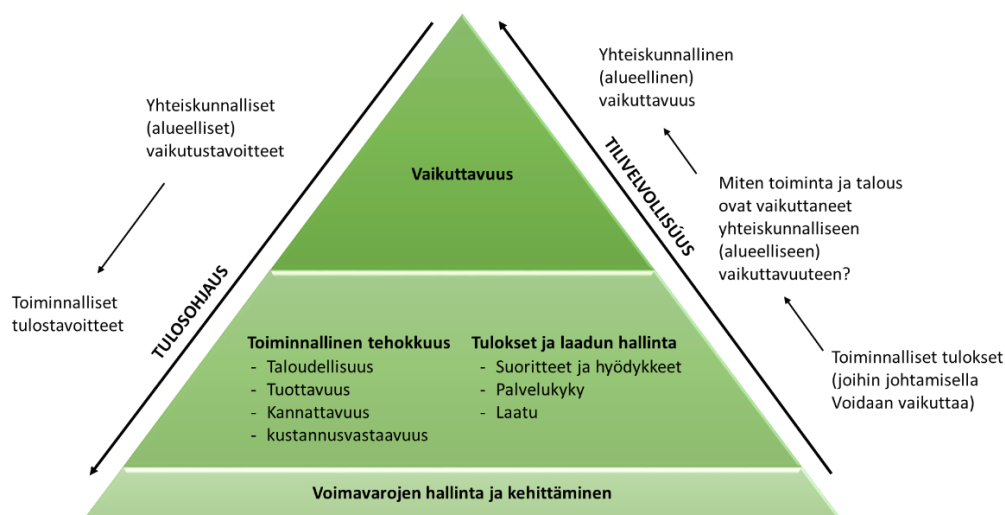 Yhteiskunnalliset
(alueelliset)
vaikutustavoitteet
Toiminnalliset
tulostavoitteet
TULOSOHJAUS
Vaikuttavuus
Toiminnallinen tehokkuus
- Taloudellisuus
- Tuottavuus
- Kannattavuus
- kustannusvastaavuus
Tulokset ja laadun hallinta
- Suoritteet ja hyödykkeet
- Palvelukyky
- Laatu
Voimavarojen hallinta ja kehittäminen
TILIVELVOLLISÚUS
Yhteiskunnallinen
(alueellinen)
vaikuttavuus
Miten toiminta ja talous
ovat vaikuttaneet
yhteiskunnalliseen
(alueelliseen)
vaikuttavuuteen?
Toiminnalliset tulokset
(joihin johtamisella
Voidaan vaikuttaa)